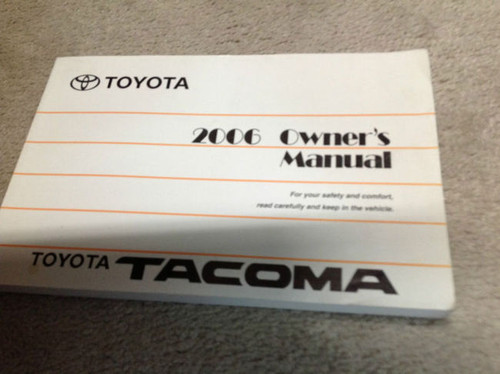 TOYOTA
2006 Owner's
Manual
For your safety and comfort,
read carefully and keep in the vehicle.
TOYOTA TACOMA